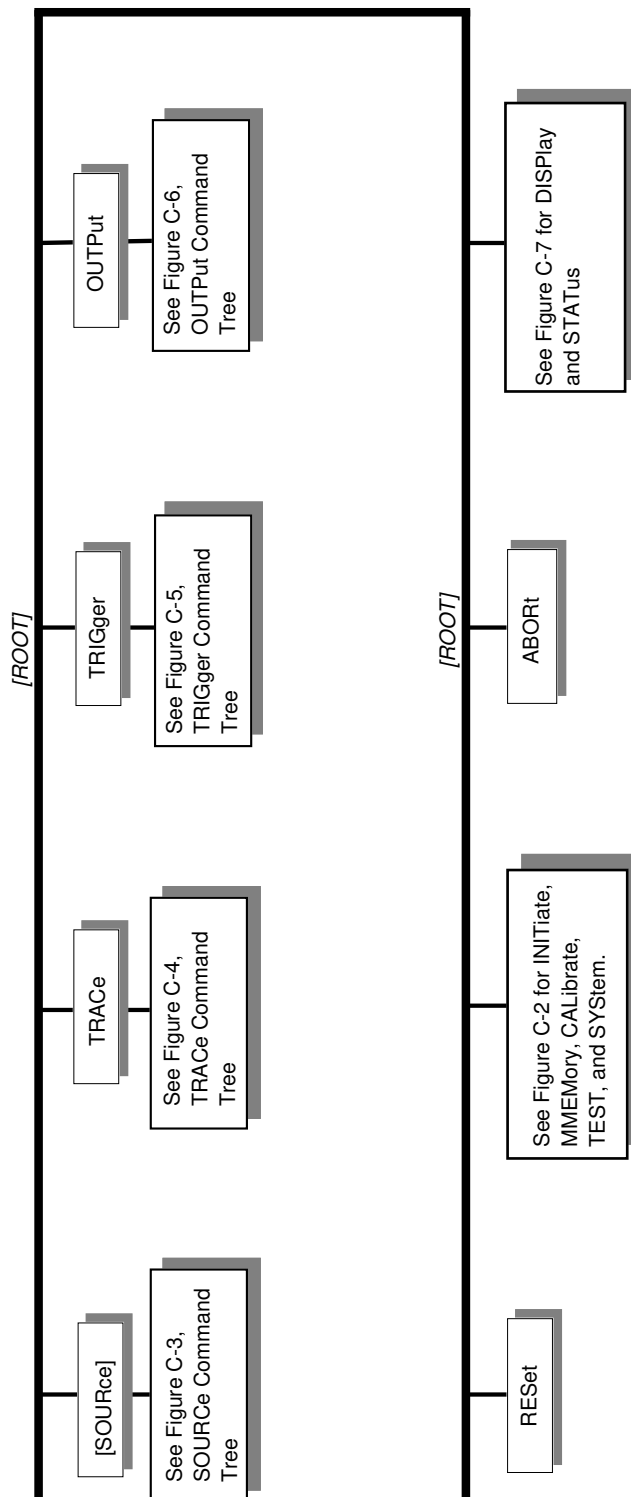 [ROOT]
[SOURce]
See Figure C-3,
SOURCe Command
Tree
TRACe
See Figure C-4,
TRACe Command
Tree
TRIGger
See Figure C-5,
TRIGger Command
Tree
OUTPut
See Figure C-6,
OUTPut Command
Tree
[ROOT]
RESet
See Figure C-2 for INITiate,
MMEMory, CALibrate,
TEST, and SYStem.
ABORt
See Figure C-7 for DISPlay
and STATus